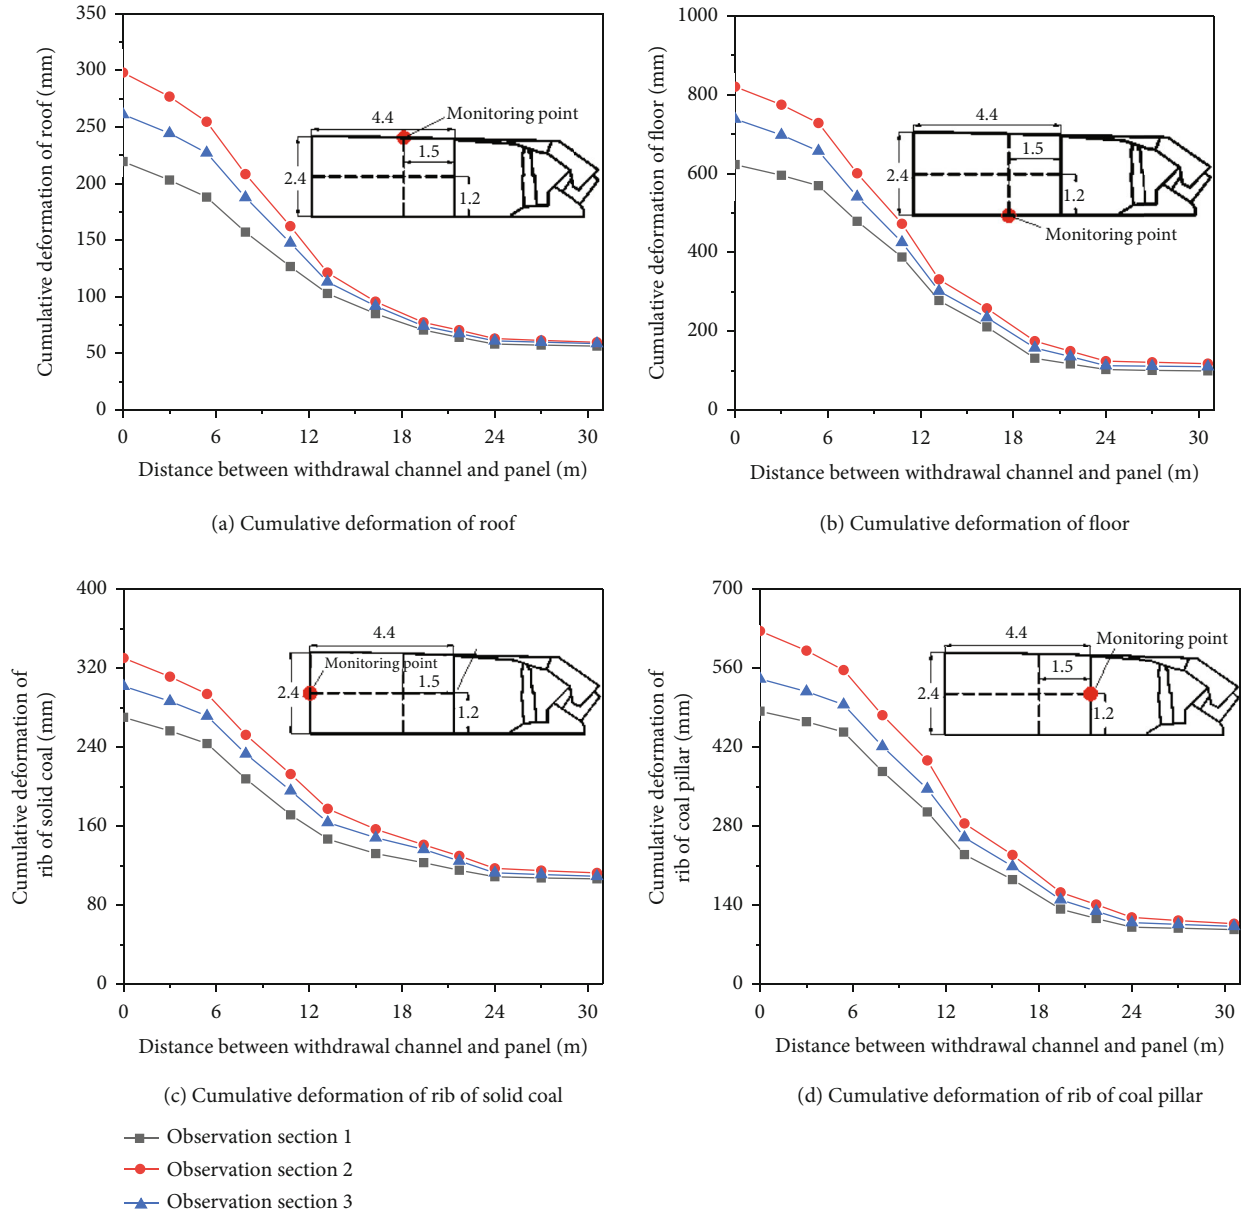 350
300
250
200
150
100
50
0
Cumulative deformation of roof (mm)
4.4
Monitoring point
1.5
2.4
1.2
0 6 12 18 24 30
Distance between withdrawal channel and panel (m)
(a) Cumulative deformation of roof
1000
800
600
400
200
0
Cumulative deformation of floor (mm)
4.4
1.5
2.4
1.2
Monitoring point
0 6 12 18 24 30
Distance between withdrawal channel and panel (m)
(b) Cumulative deformation of floor
400
320
240
160
80
0
Cumulative deformation of
rib of solid coal (mm)
4.4
Monitoring point
1.5
2.4
1.2
0 6 12 18 24 30
Distance between withdrawal channel and panel (m)
(c) Cumulative deformation of rib of solid coal
700
560
420
280
140
0
Cumulative deformation of
rib of coal pillar (mm)
4.4
Monitoring point
1.5
2.4
1.2
0 6 12 18 24 30
Distance between withdrawal channel and panel (m)
(d) Cumulative deformation of rib of coal pillar
Observation section 1
Observation section 2
Observation section 3